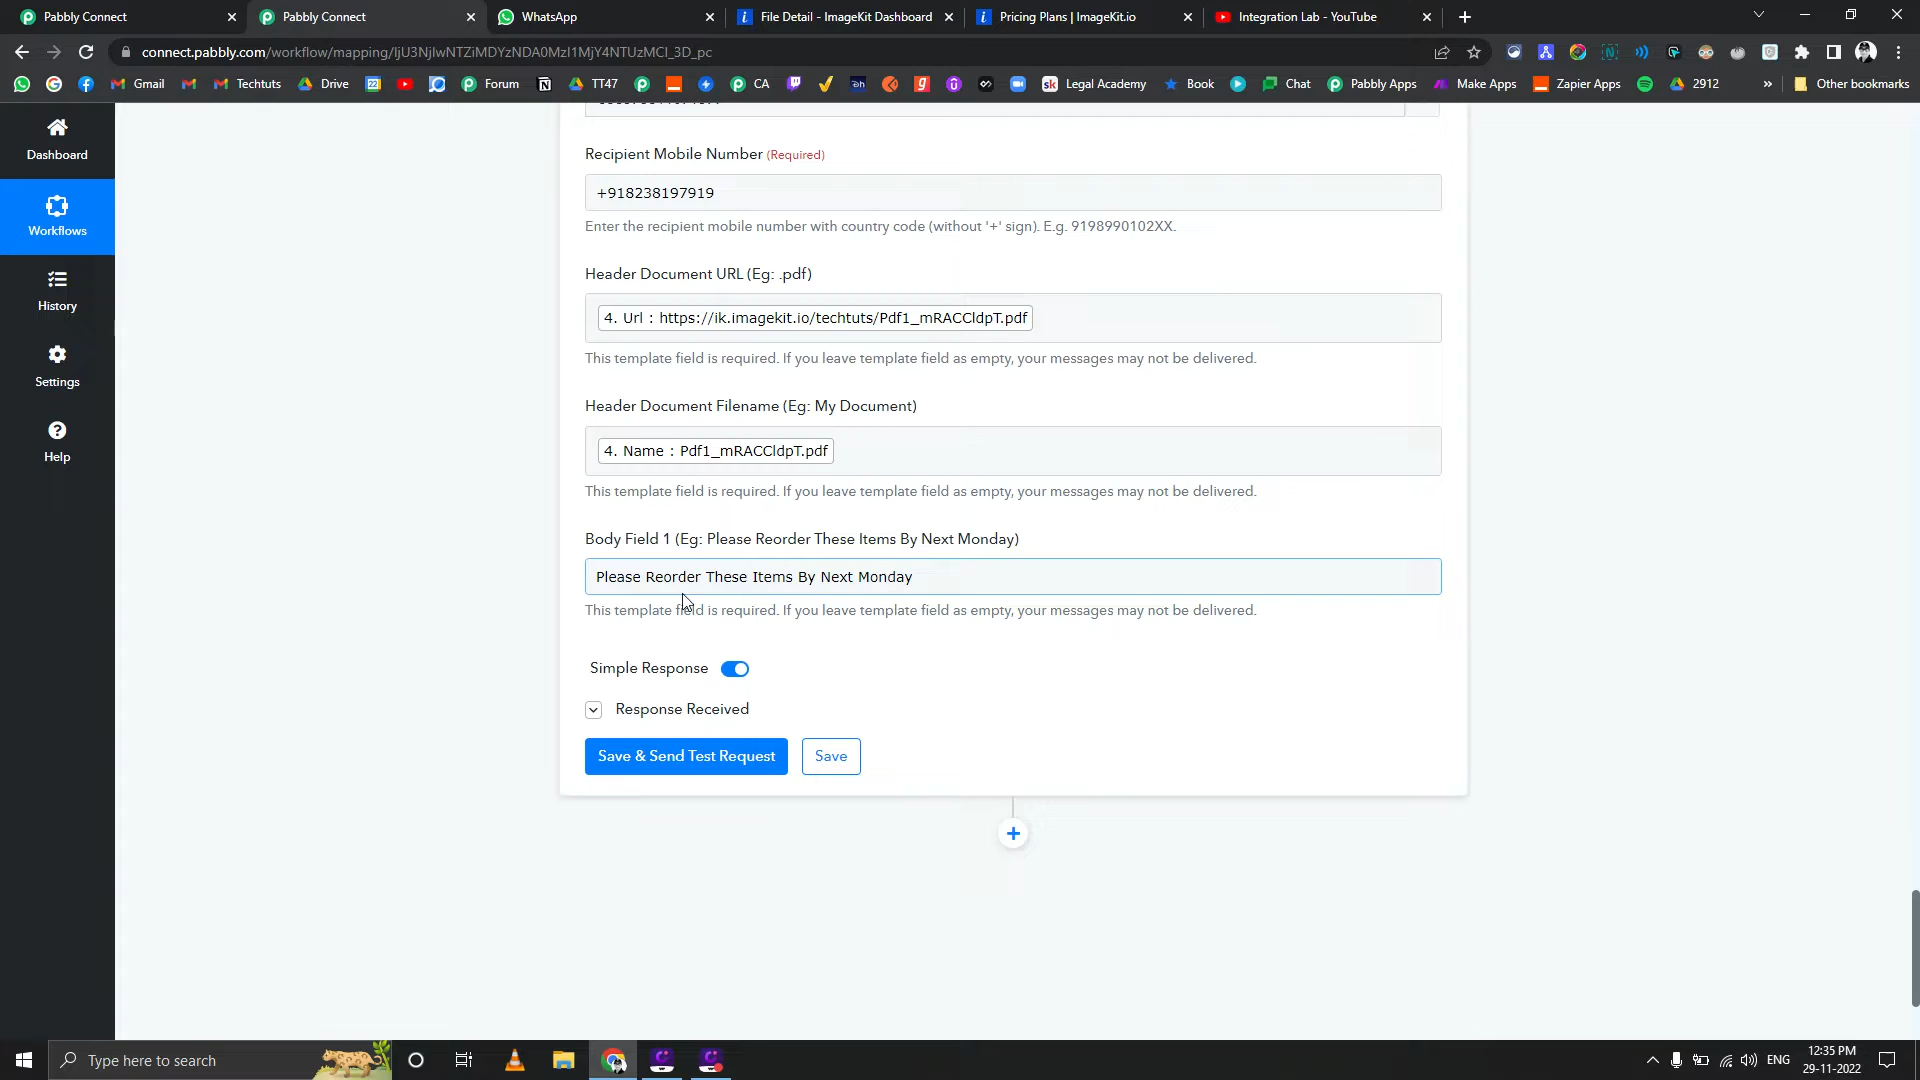 Pabbly Connect
Pabbly Connect
WhatsApp
File Detail - ImageKit Dashboard
Pricing Plans | ImageKit.io
Integration Lab - YouTube
connect.pabbly.com/workflow/mapping/IjU3NjIwNTZiMDYzNDA0MzI1MjY4NTUzMCI_3D_pc
Gmail
Techtuts
Drive
Forum
TT47
CA
Legal Academy
Book
Chat
Pabbly Apps
Make Apps
Zapier Apps
2912
Other bookmarks
Dashboard
Workflows
History
Settings
Help
Recipient Mobile Number (Required)
+918238197919
Enter the recipient mobile number with country code (without '+' sign). E.g. 9198990102XX.
Header Document URL (Eg: .pdf)
4. Url : https://ik.imagekit.io/techtuts/Pdf1_mRACCldpT.pdf
This template field is required. If you leave template field as empty, your messages may not be delivered.
Header Document Filename (Eg: My Document)
4. Name : Pdf1_mRACCldpT.pdf
This template field is required. If you leave template field as empty, your messages may not be delivered.
Body Field 1 (Eg: Please Reorder These Items By Next Monday)
Please Reorder These Items By Next Monday
This template field is required. If you leave template field as empty, your messages may not be delivered.
Simple Response
Response Received
Save & Send Test Request
Save
Type here to search
ENG
12:35 PM
29-11-2022